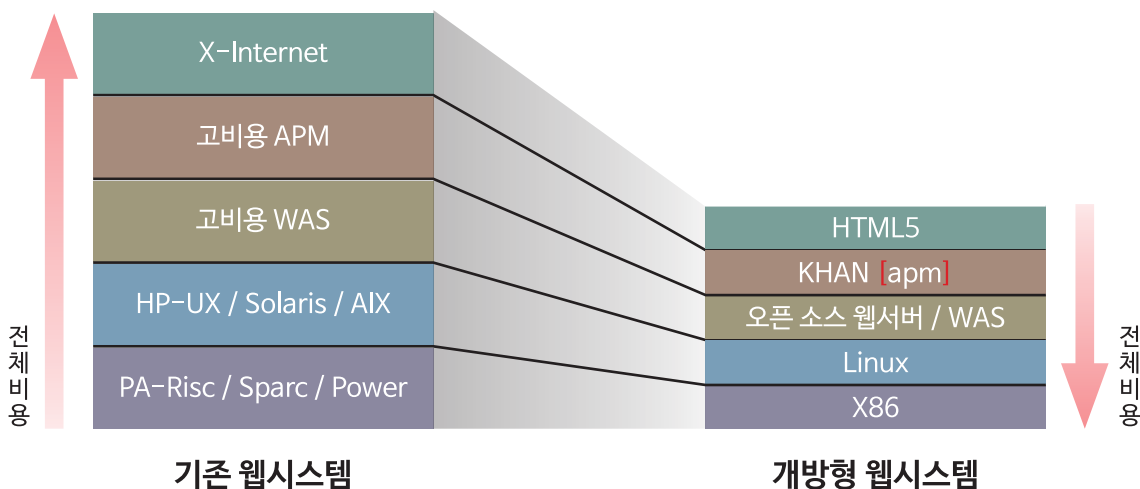 X-Internet
고비용 APM
고비용 WAS
HP-UX / Solaris / AIX
PA-Risc / Sparc / Power
전체비용
기존 웹시스템
HTML5
KHAN [apm]
오픈 소스 웹서버 / WAS
Linux
X86
전체비용
개방형 웹시스템